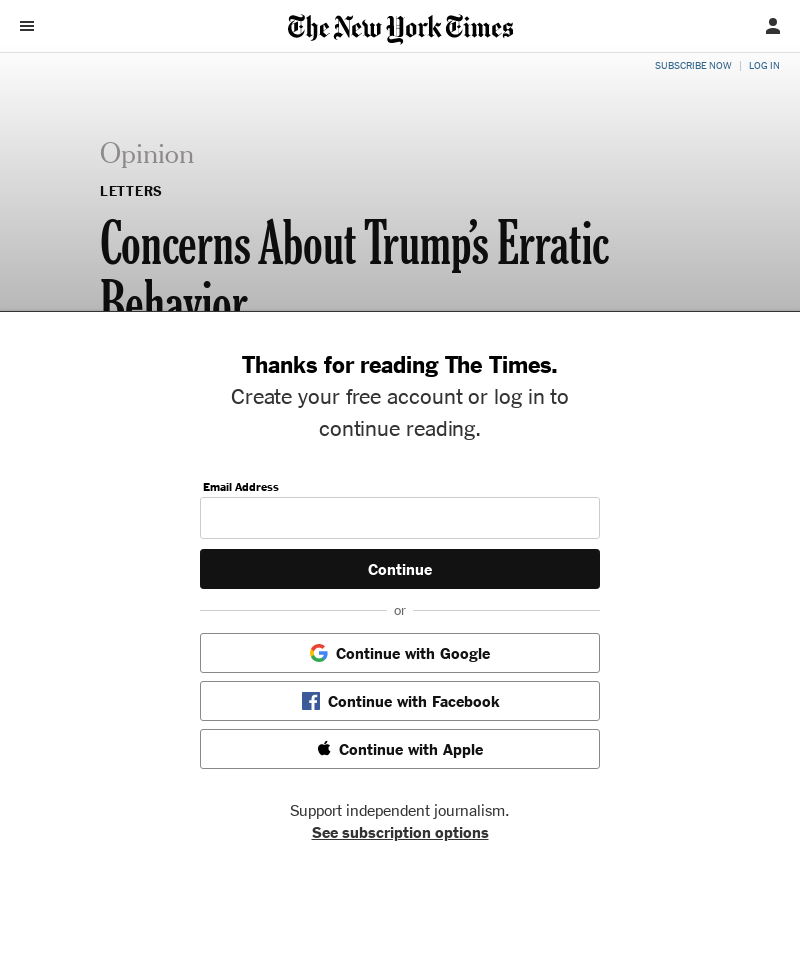 The New York Times
SUBSCRIBE NOW | LOG IN
Opinion
LETTERS
Concerns About Trump’s Erratic
Behavior
Thanks for reading The Times.
Create your free account or log in to
continue reading.
Email Address
Continue
or
Continue with Google
Continue with Facebook
Continue with Apple
Support independent journalism.
See subscription options